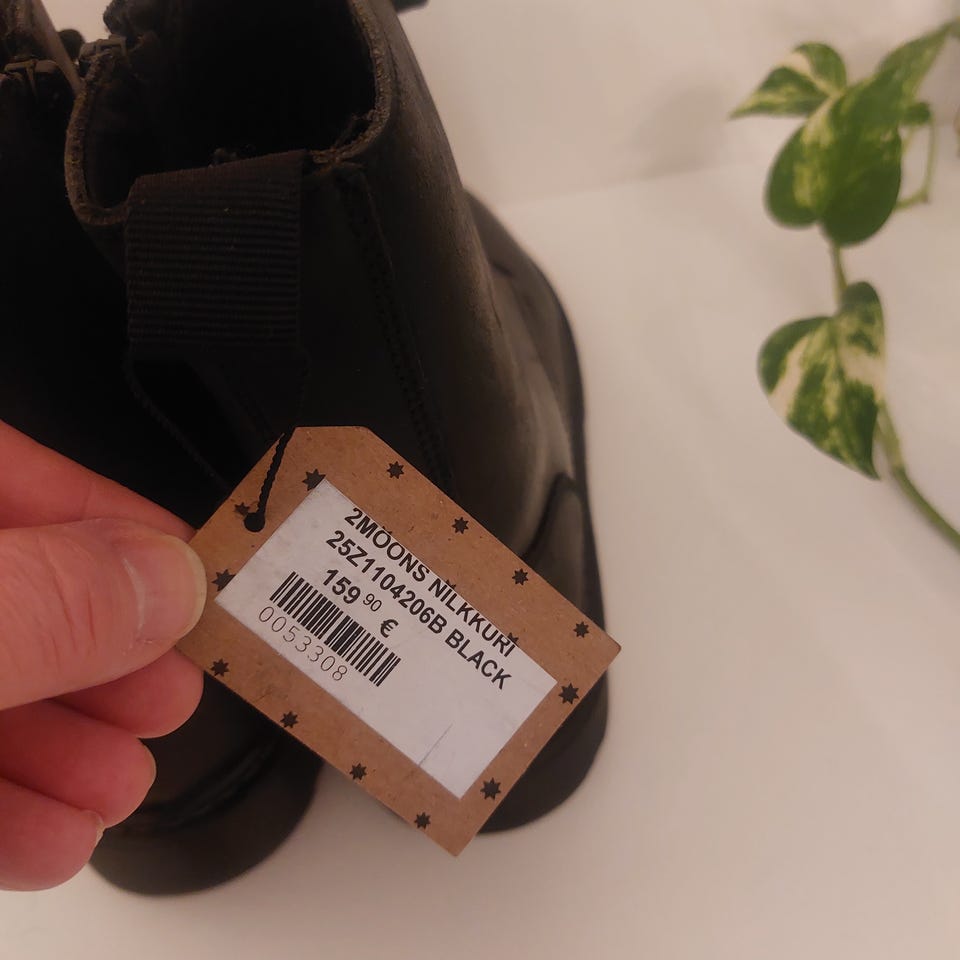 2MOONS NILKKURI
25Z1104206B BLACK
159 90 €
0053308